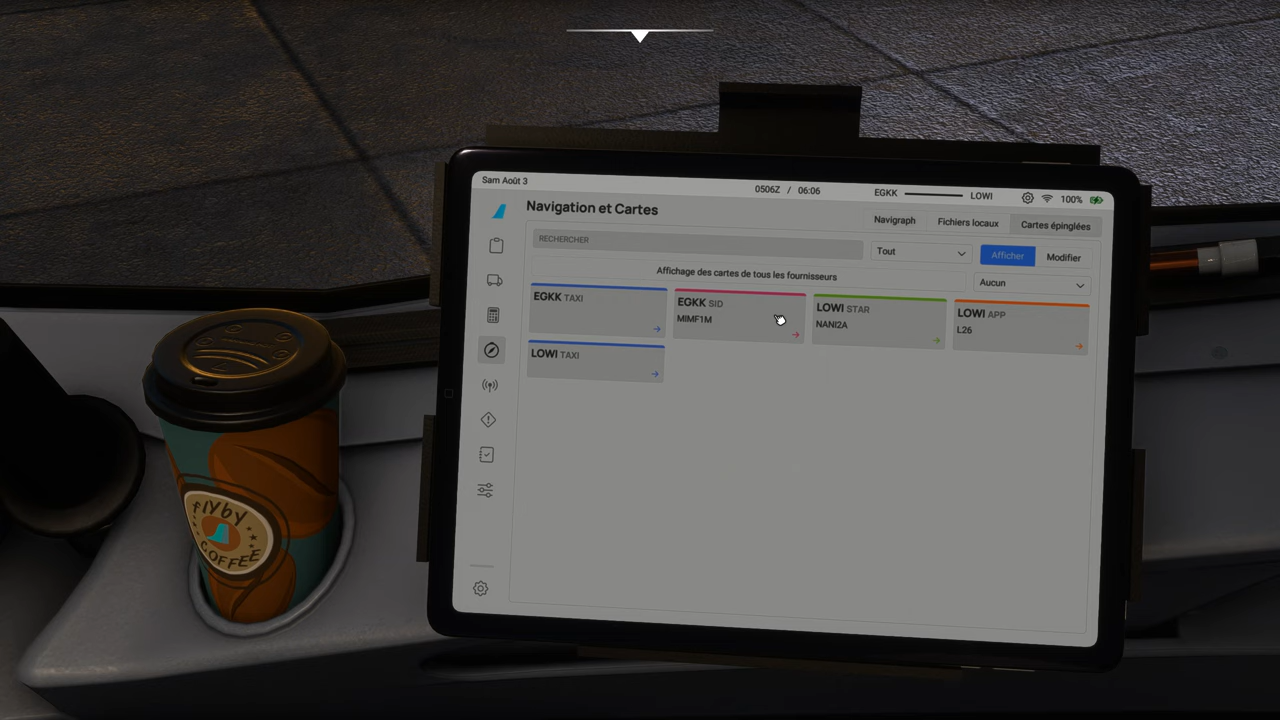 Sam Août 3
0506Z / 06:06
EGKK LOWI
100%
Navigation et Cartes
Navigraph
Fichiers locaux
Cartes épinglées
RECHERCHER
Tout
Afficher
Modifier
Affichage des cartes de tous les fournisseurs
Aucun
EGKK TAXI
EGKK SID
MIMF1M
LOWI STAR
NANI2A
LOWI APP
L26
LOWI TAXI
flyby
COFFEE